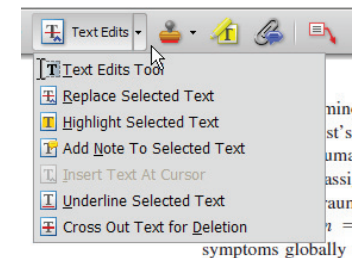 Text Edits
Text Edits Tool
Replace Selected Text
Highlight Selected Text
Add Note To Selected Text
Insert Text At Cursor
Underline Selected Text
Cross Out Text for Deletion
symptoms globally